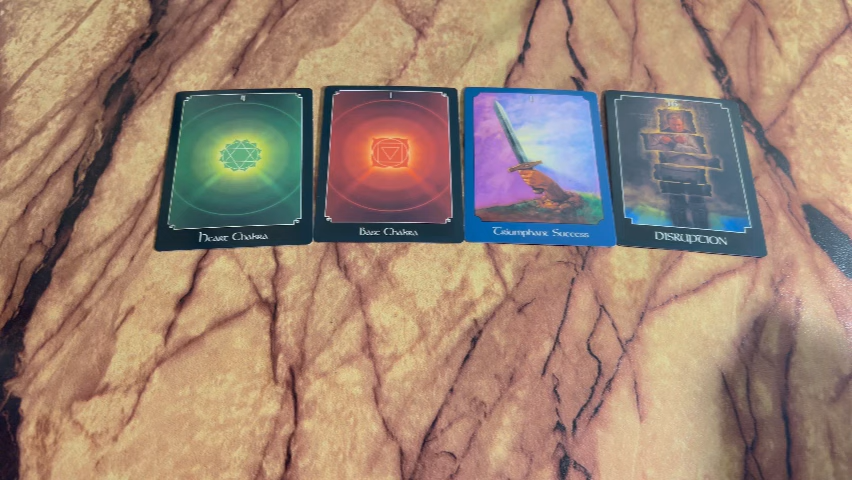 Heart Chakra
I
Base Chakra
I
Triumphant Success
DISRUPTION